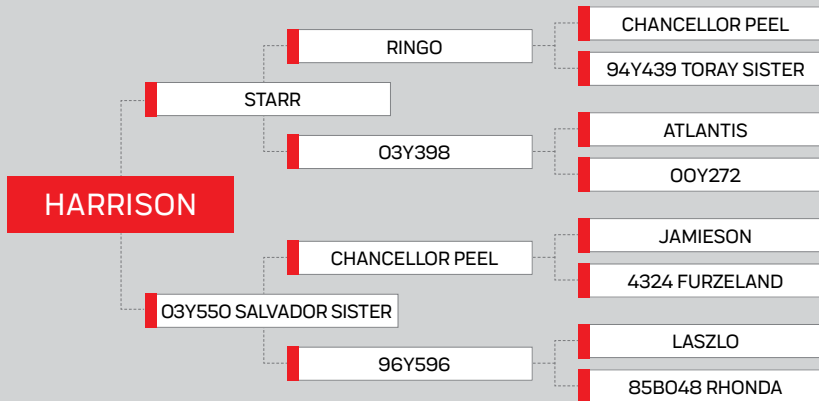 HARRISON
STARR
03Y550 SALVADOR SISTER
RINGO
03Y398
CHANCELLOR PEEL
96Y596
CHANCELLOR PEEL
94Y439 TORAY SISTER
ATLANTIS
00Y272
JAMIESON
4324 FURZELAND
LASZLO
85B048 RHONDA